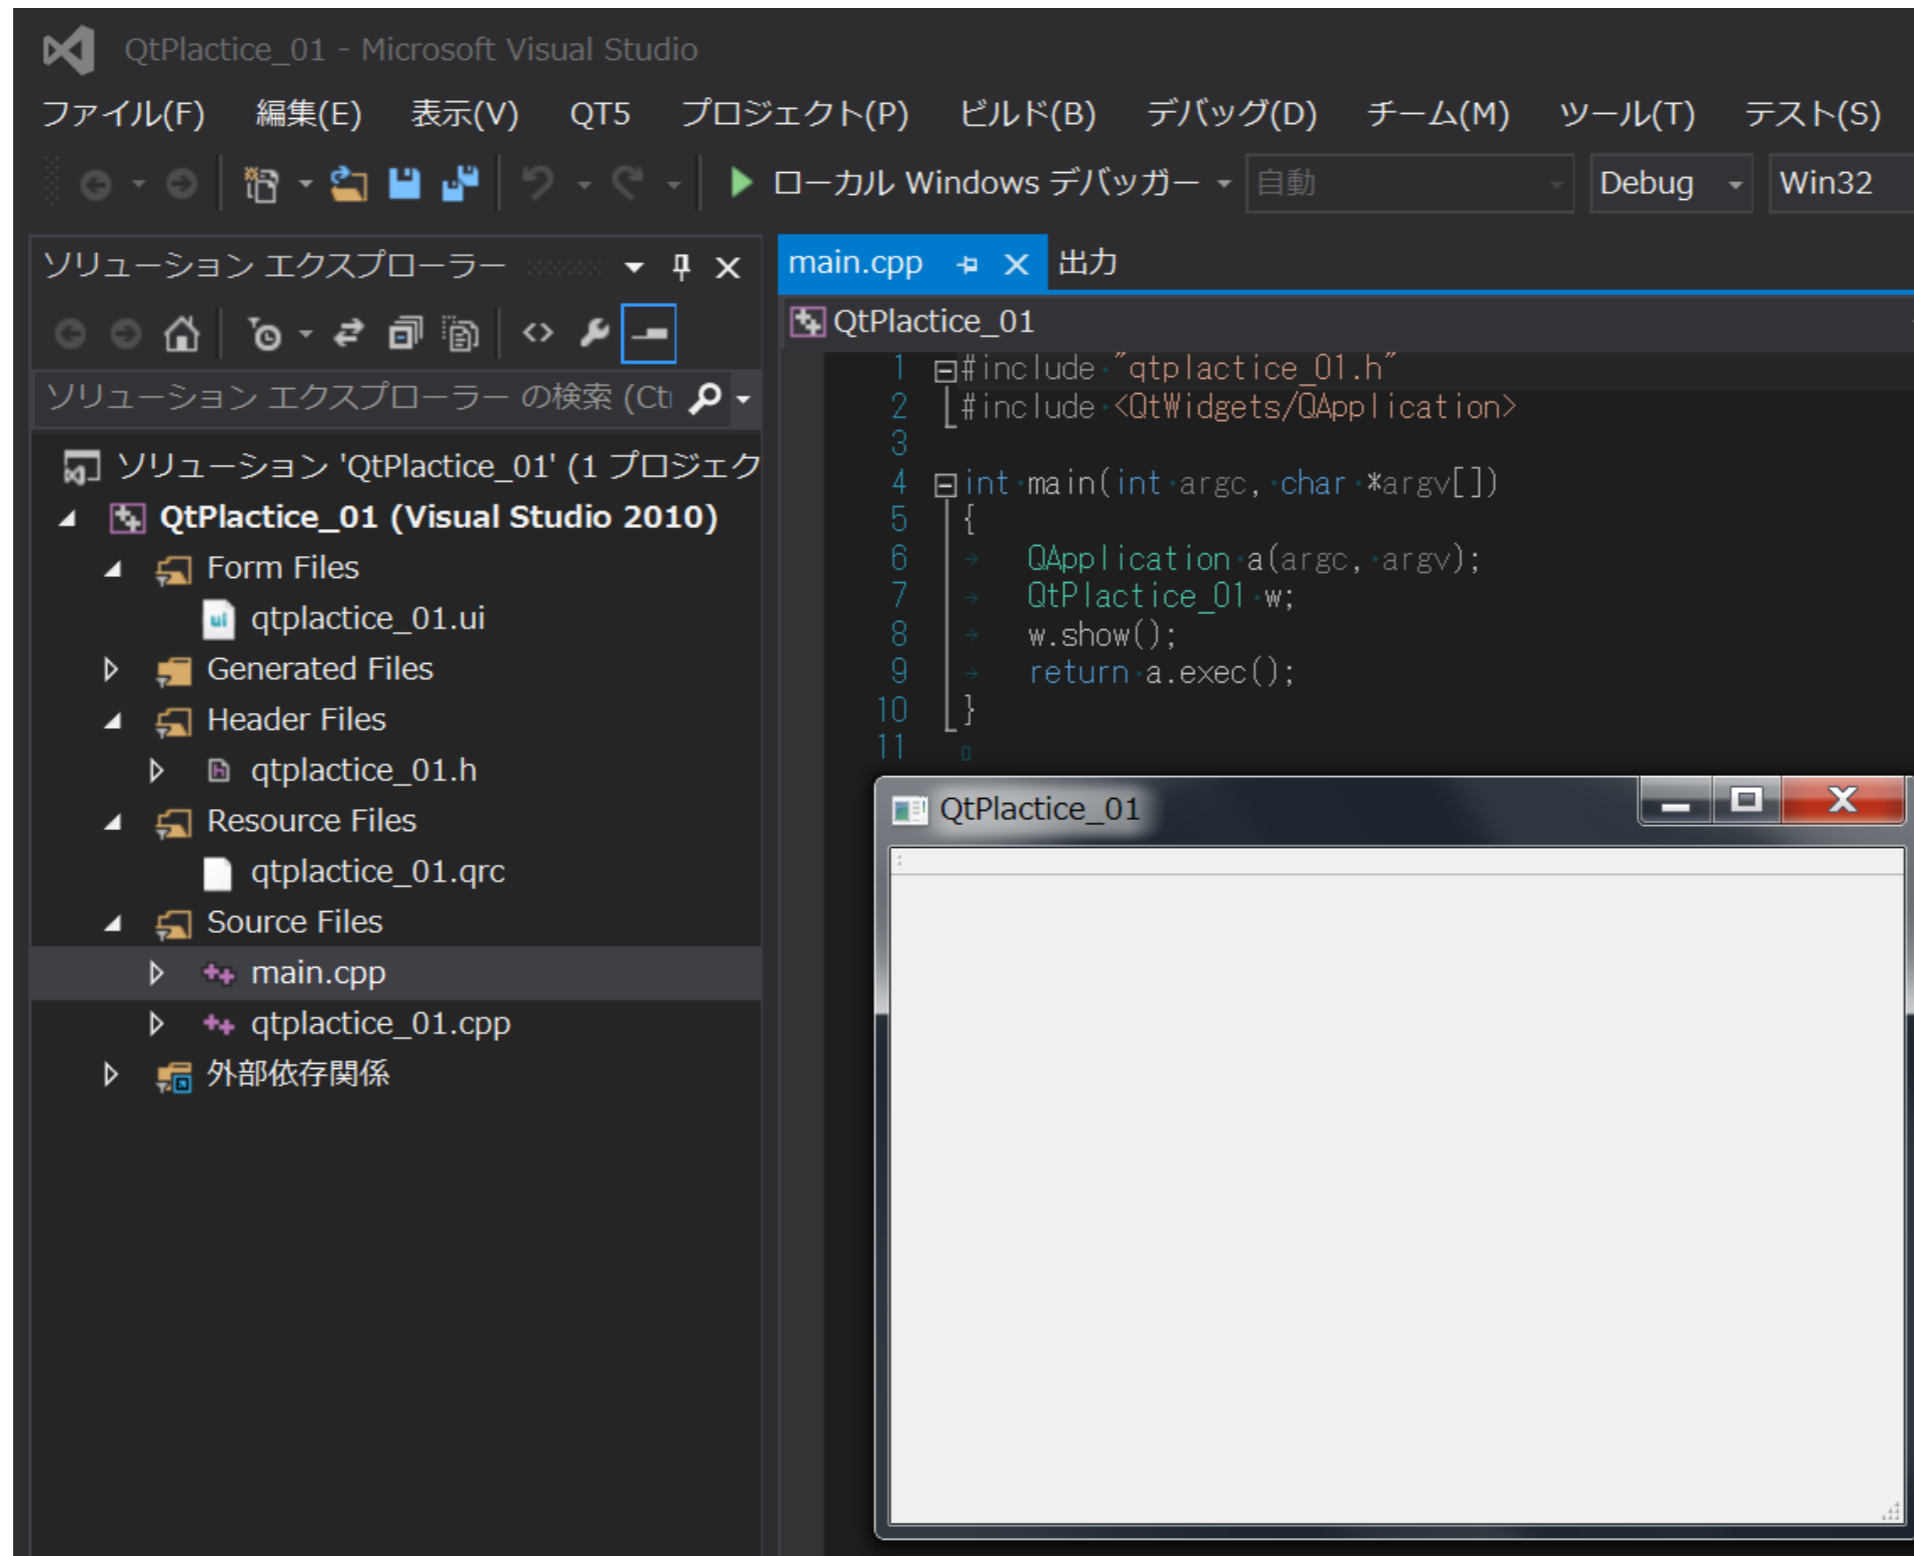 QtPlactice_01 - Microsoft Visual Studio
ファイル(F) 編集(E) 表示(V) QT5 プロジェクト(P) ビルド(B) デバッグ(D) チーム(M) ツール(T) テスト(S)
ローカル Windows デバッガー 自動 Debug Win32
ソリューション エクスプローラー
ソリューション エクスプローラー の検索 (Ct
ソリューション 'QtPlactice_01' (1 プロジェク
QtPlactice_01 (Visual Studio 2010)
Form Files
qtplactice_01.ui
Generated Files
Header Files
qtplactice_01.h
Resource Files
qtplactice_01.qrc
Source Files
main.cpp
qtplactice_01.cpp
外部依存関係
main.cpp 出力
QtPlactice_01
1 #include "qtplactice_01.h"
2 #include <QtWidgets/QApplication>
3
4 int main(int argc, char *argv[])
5 {
6 QApplication a(argc, argv);
7 QtPlactice_01 w;
8 w.show();
9 return a.exec();
10 }
11
QtPlactice_01